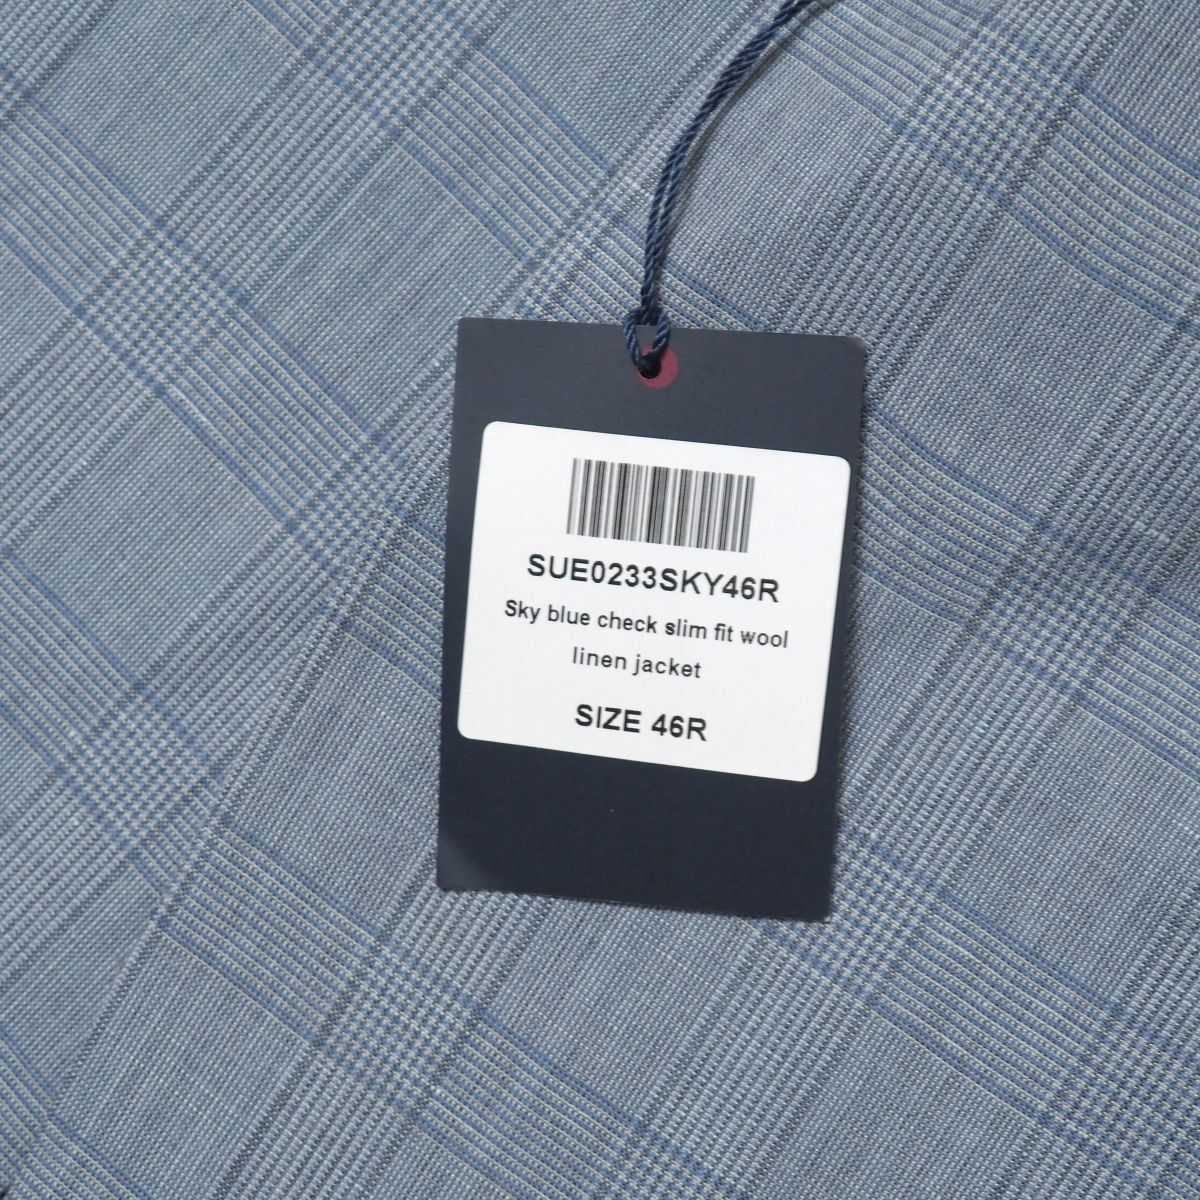 SUE0233SKY46R
Sky blue check slim fit wool
linen jacket
SIZE 46R